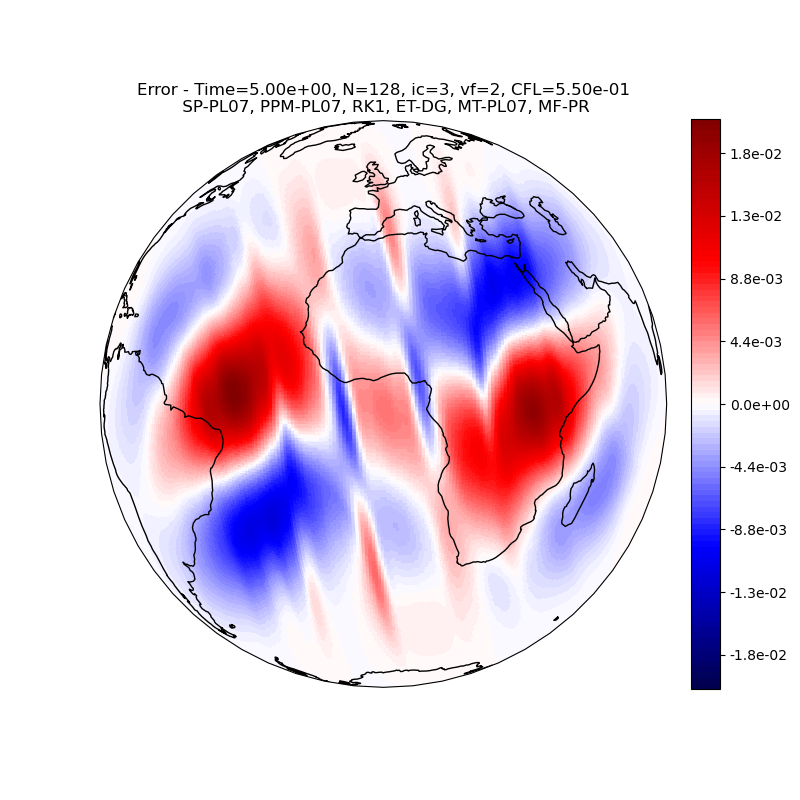 Error - Time=5.00e+00, N=128, ic=3, vf=2, CFL=5.50e-01
SP-PL07, PPM-PL07, RK1, ET-DG, MT-PL07, MF-PR
1.8e-02
1.3e-02
8.8e-03
4.4e-03
0.0e+00
-4.4e-03
-8.8e-03
-1.3e-02
-1.8e-02